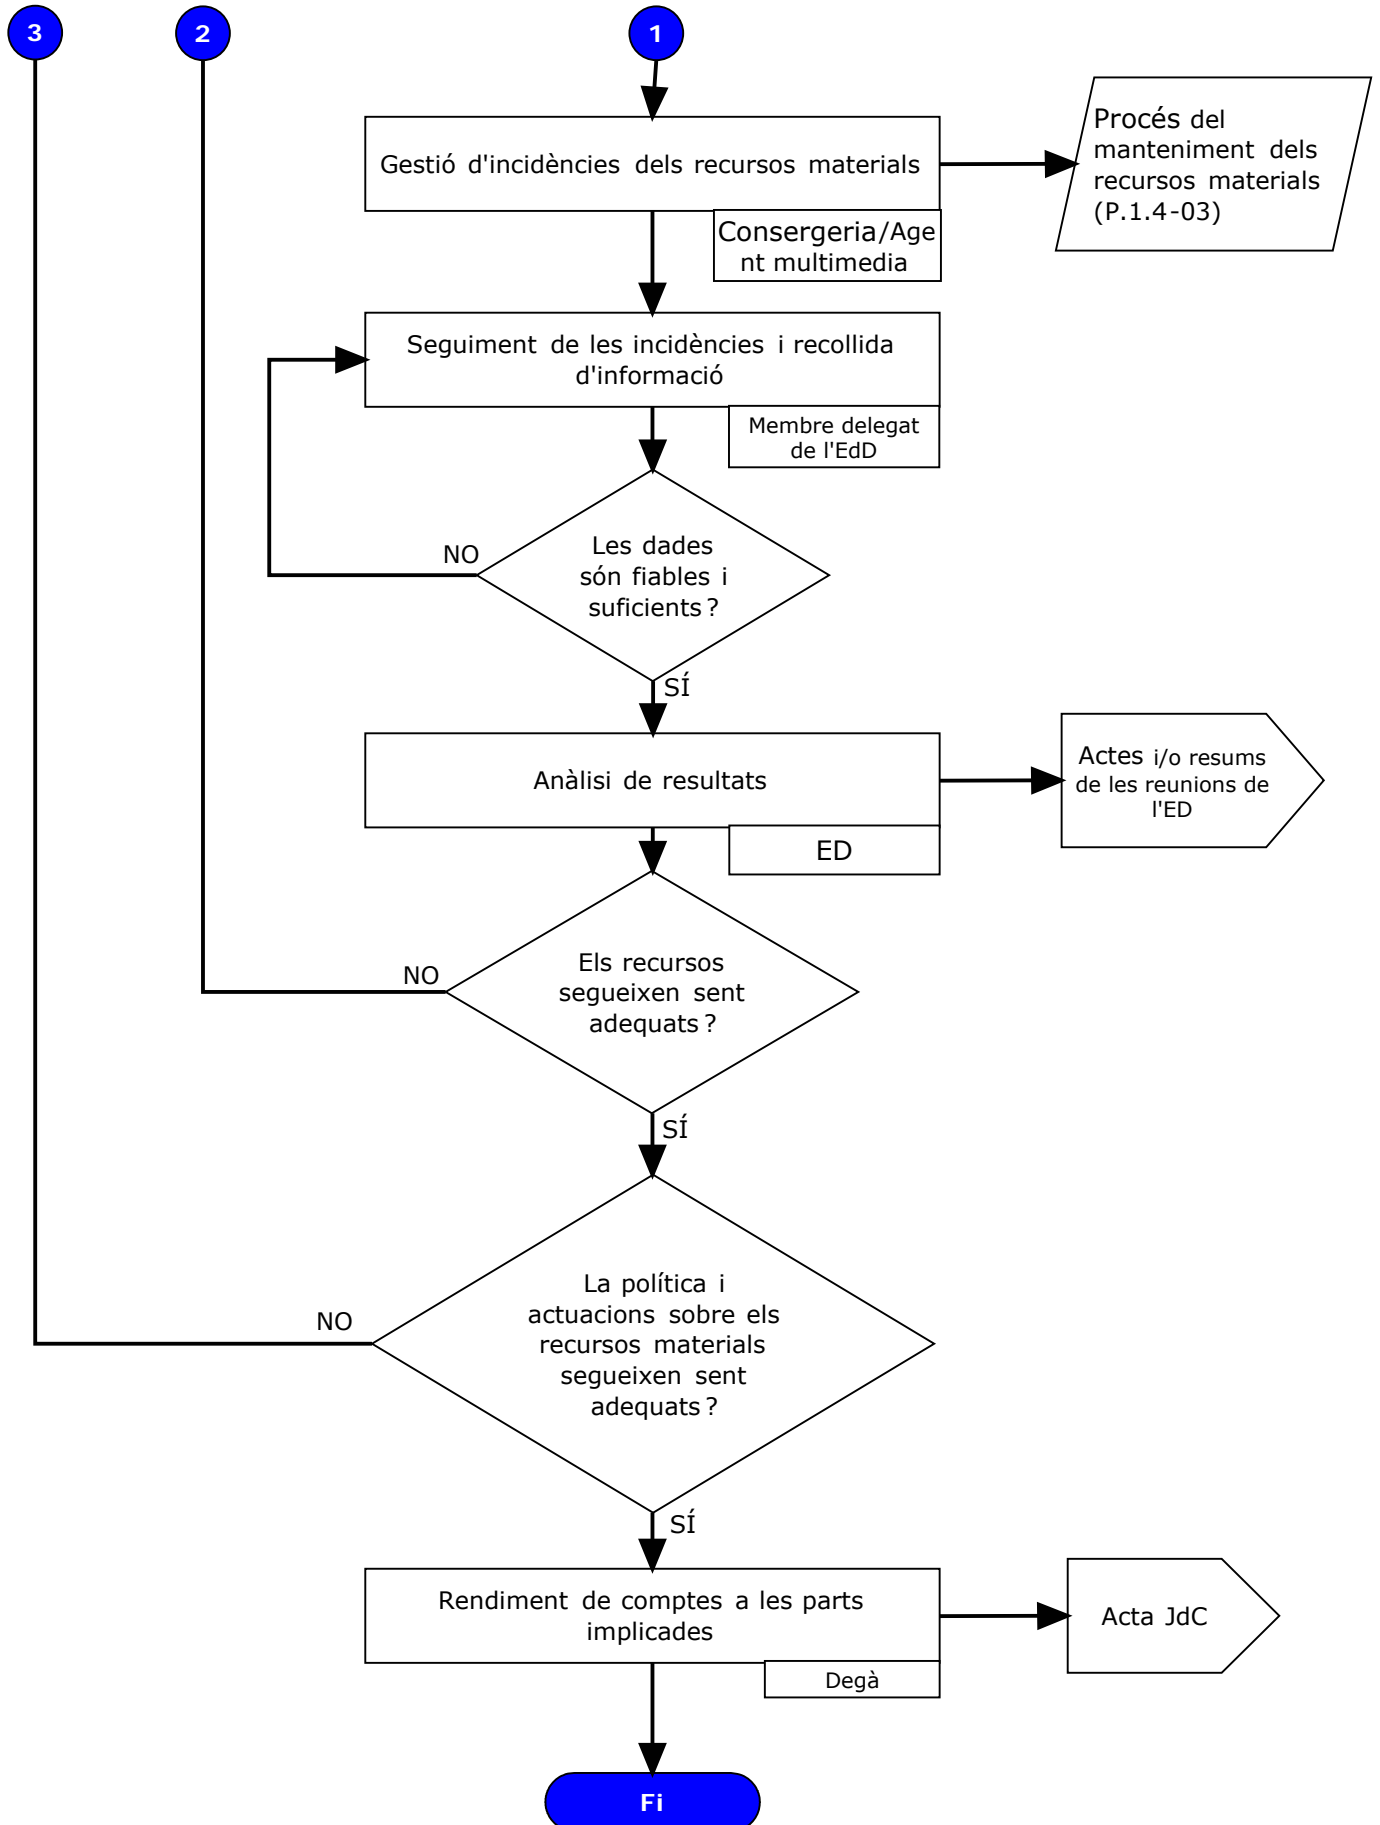 3
2
1
Gestió d'incidències dels recursos materials
Procés del
manteniment dels
recursos materials
(P.1.4-03)
Consergeria/Age
nt multimedia
Seguiment de les incidències i recollida
d'informació
Membre delegat
de l'EdD
Les dades
són fiables i
suficients?
NO
SÍ
Anàlisi de resultats
Actes i/o resums
de les reunions de
l'ED
ED
Els recursos
segueixen sent
adequats?
NO
SÍ
La política i
actuacions sobre els
recursos materials
segueixen sent
adequats?
NO
SÍ
Rendiment de comptes a les parts
implicades
Acta JdC
Degà
Fi